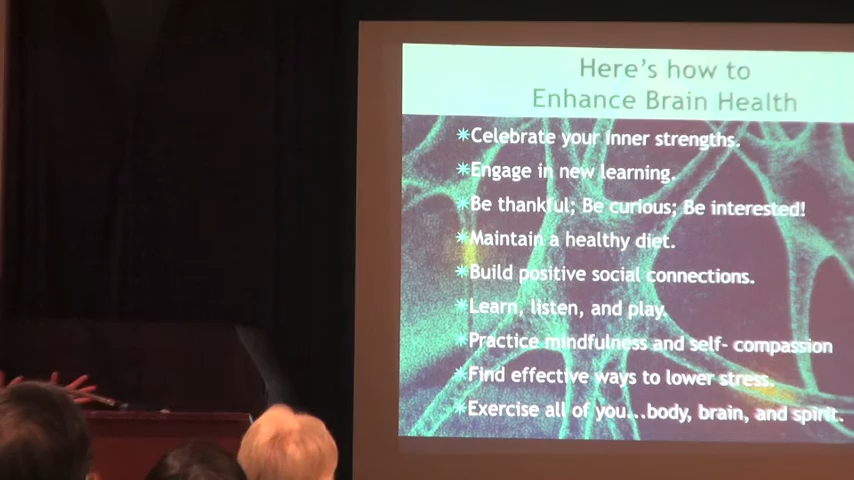 Here's how to
Enhance Brain Health
*Celebrate your inner strengths.
*Engage in new learning.
*Be thankful; Be curious; Be interested!
*Maintain a healthy diet.
*Build positive social connections.
*Learn, listen, and play.
*Practice mindfulness and self- compassion
*Find effective ways to lower stress.
*Exercise all of you...body, brain, and spirit.